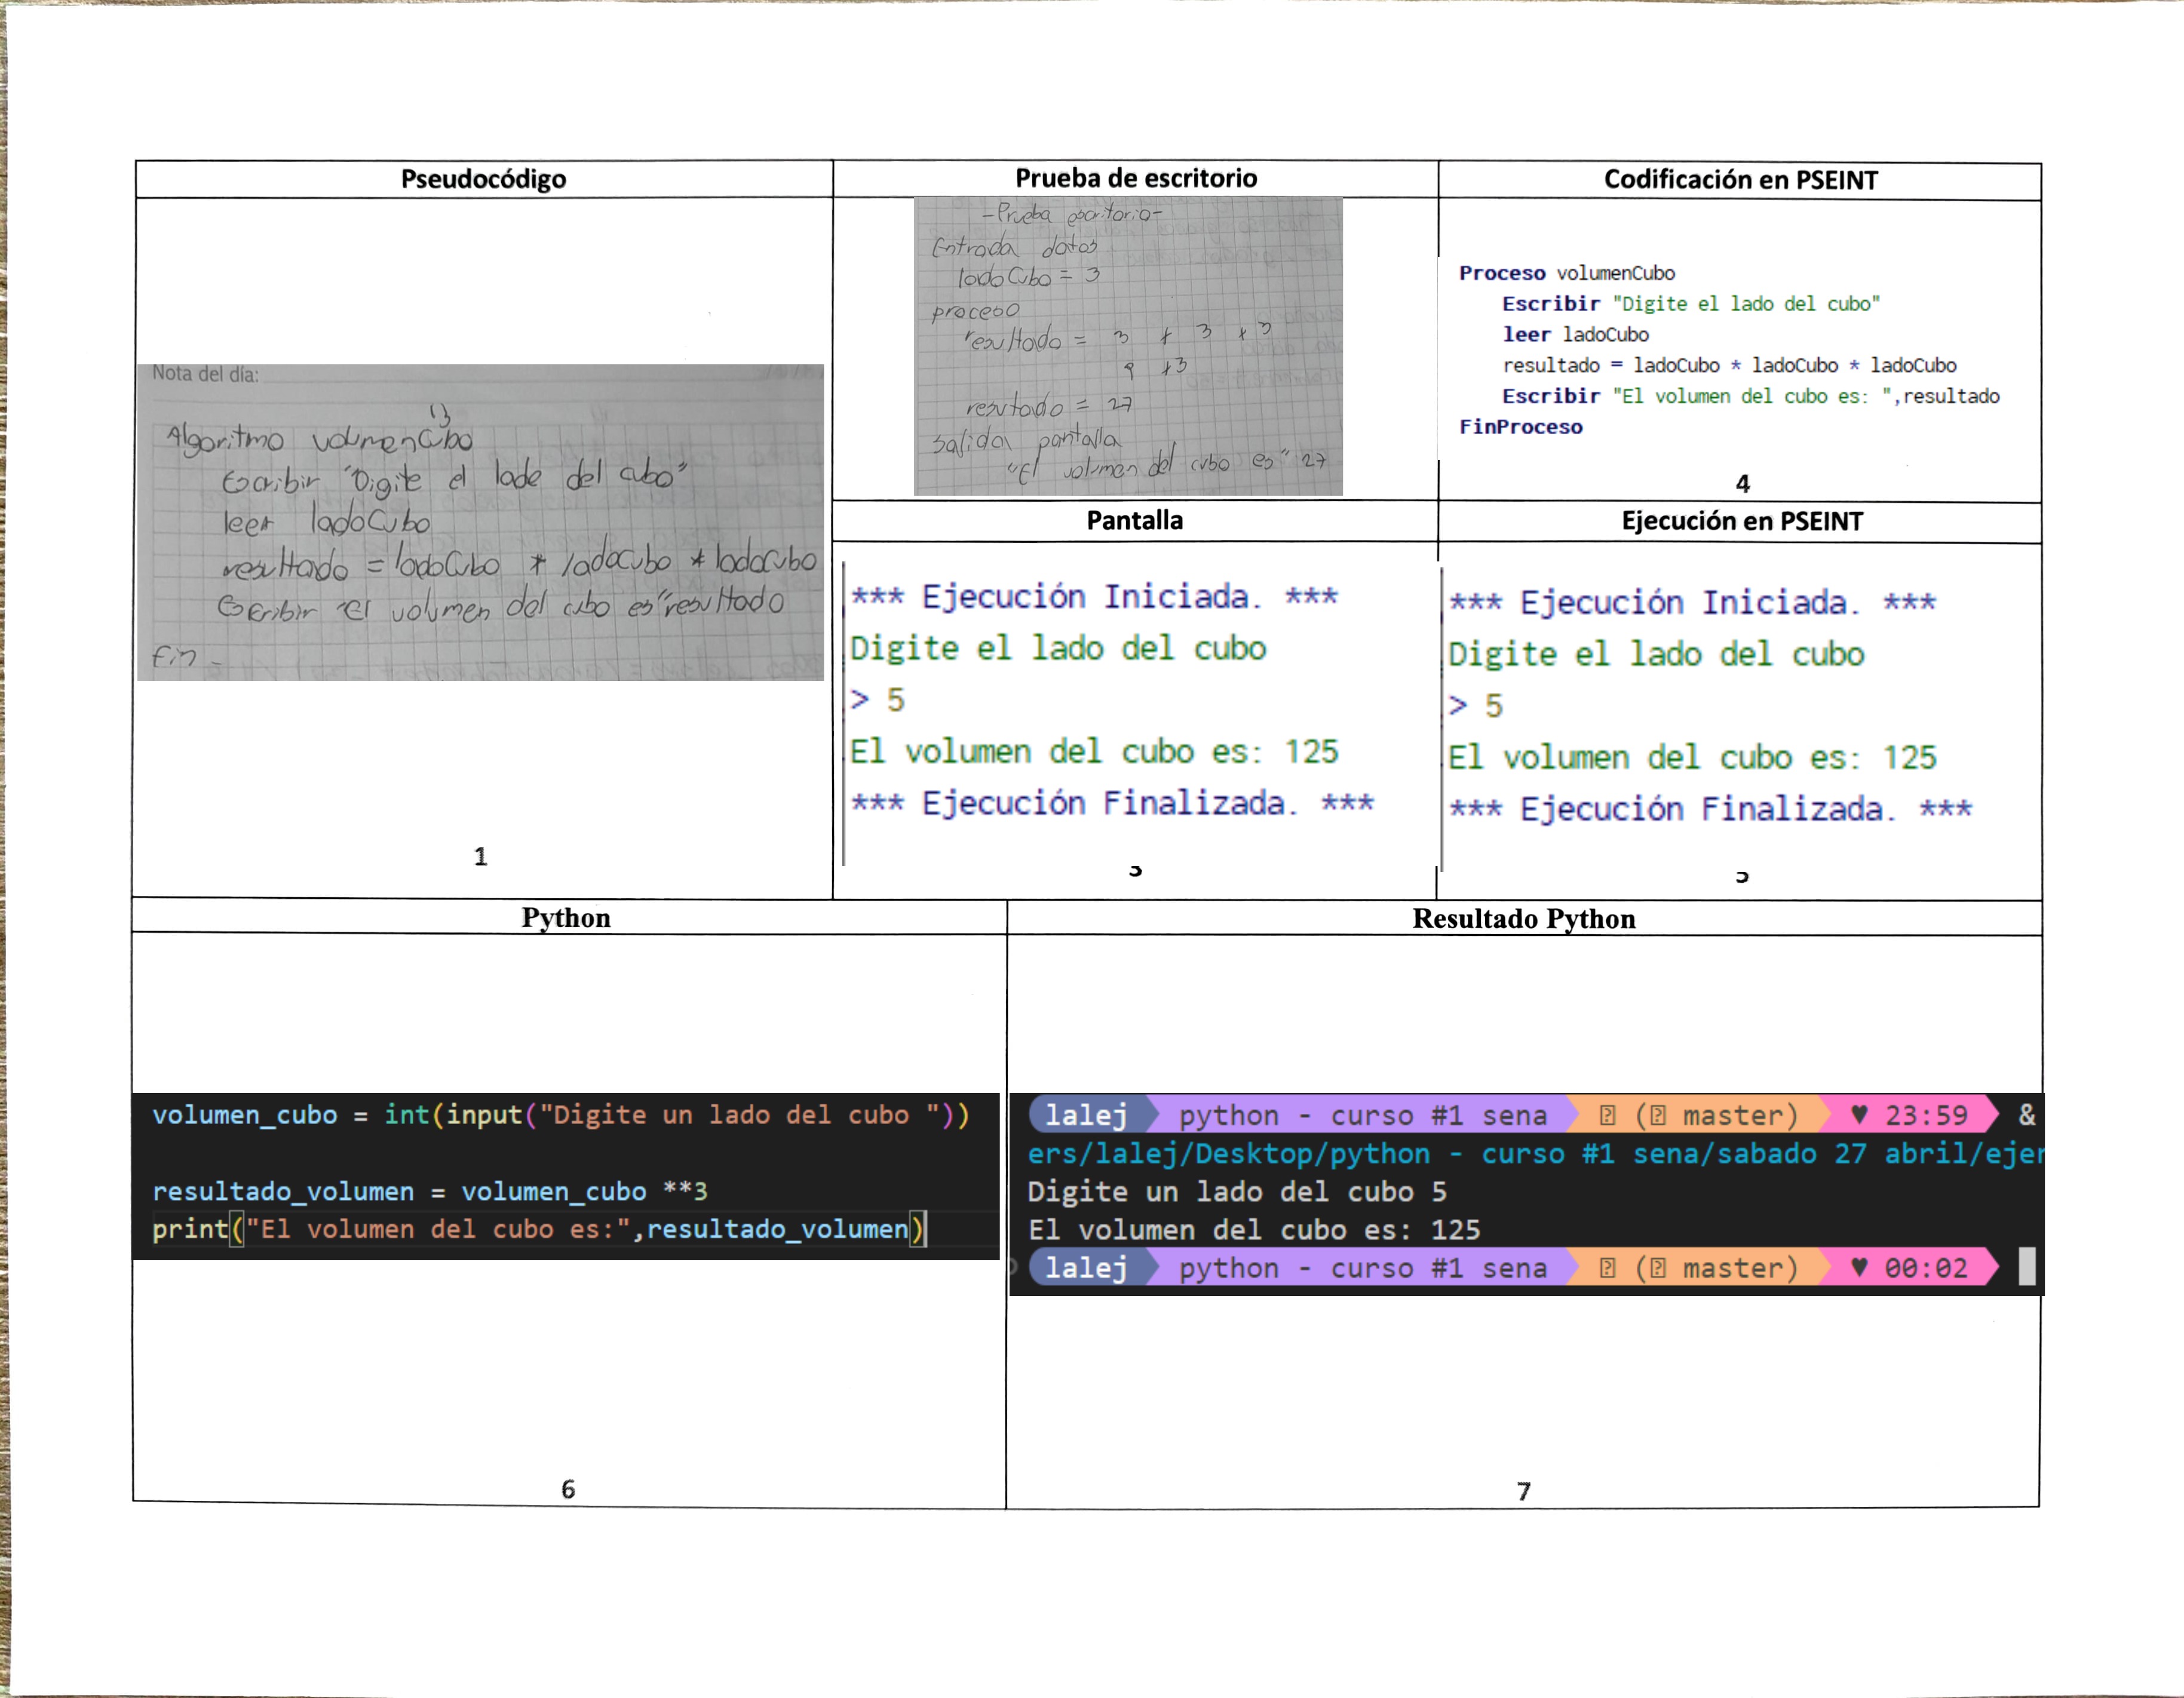 Pseudocódigo
Nota del día:
1)
Algoritmo volumenCubo
Escribir "Digite el lade del cubo"
leer ladoCubo
resultado = ladoCubo * ladoCubo * ladoCubo
Escribir "El volumen del cubo es" resultado
Fin
1
Prueba de escritorio
-Prueba escritorio-
Entrada datos
ladoCubo = 3
proceso
resultado = 3 * 3 * 3
9 *3
resultado = 27
salida pantalla
"El volumen del cubo es" 27
Codificación en PSEINT
Proceso volumenCubo
Escribir "Digite el lado del cubo"
leer ladoCubo
resultado = ladoCubo * ladoCubo * ladoCubo
Escribir "El volumen del cubo es: ",resultado
FinProceso
4
Pantalla
*** Ejecución Iniciada. ***
Digite el lado del cubo
> 5
El volumen del cubo es: 125
*** Ejecución Finalizada. ***
3
Ejecución en PSEINT
*** Ejecución Iniciada. ***
Digite el lado del cubo
> 5
El volumen del cubo es: 125
*** Ejecución Finalizada. ***
5
Python
volumen_cubo = int(input("Digite un lado del cubo "))
resultado_volumen = volumen_cubo **3
print("El volumen del cubo es:",resultado_volumen)
6
Resultado Python
lalej python - curso #1 sena ( master) ♥ 23:59 &
ers/lalej/Desktop/python - curso #1 sena/sabado 27 abril/ejer
Digite un lado del cubo 5
El volumen del cubo es: 125
lalej python - curso #1 sena ( master) ♥ 00:02
7